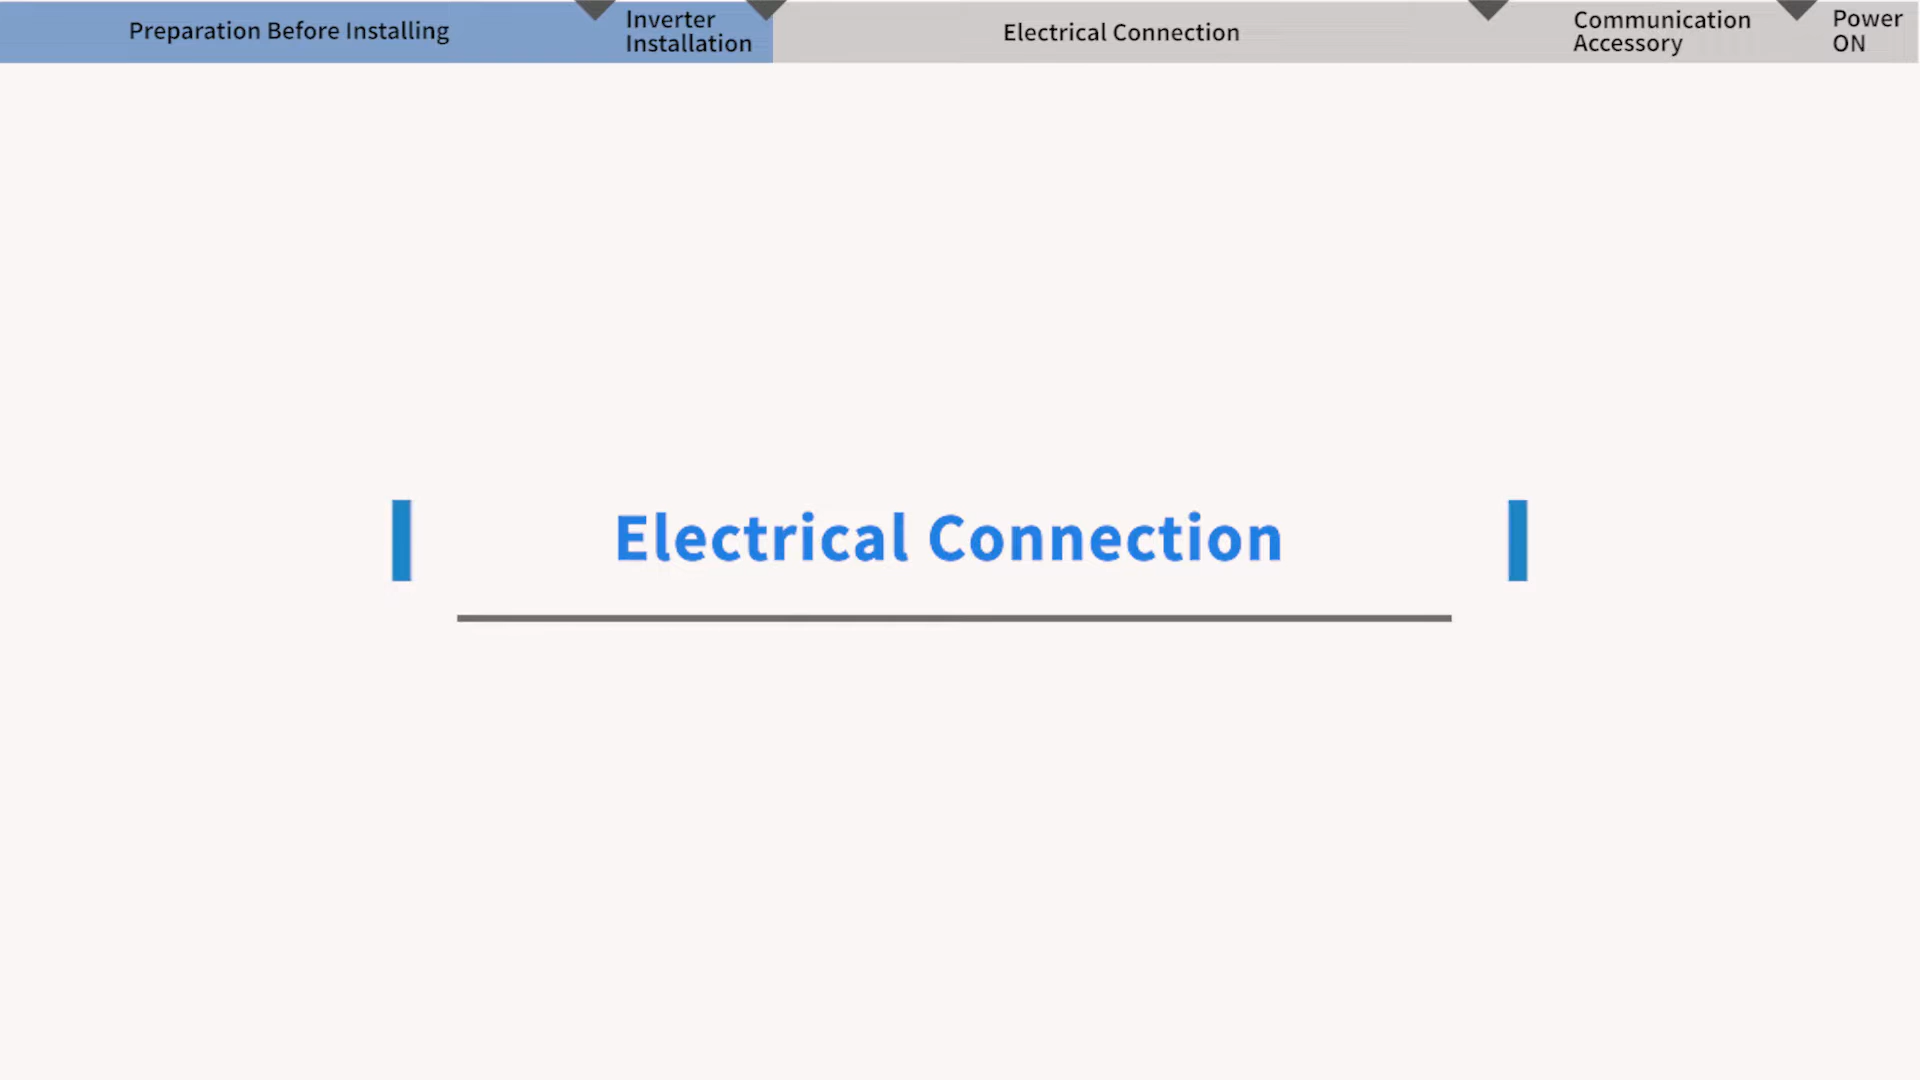 Preparation Before Installing
Inverter
Installation
Electrical Connection
Communication
Accessory
Power
ON
Electrical Connection